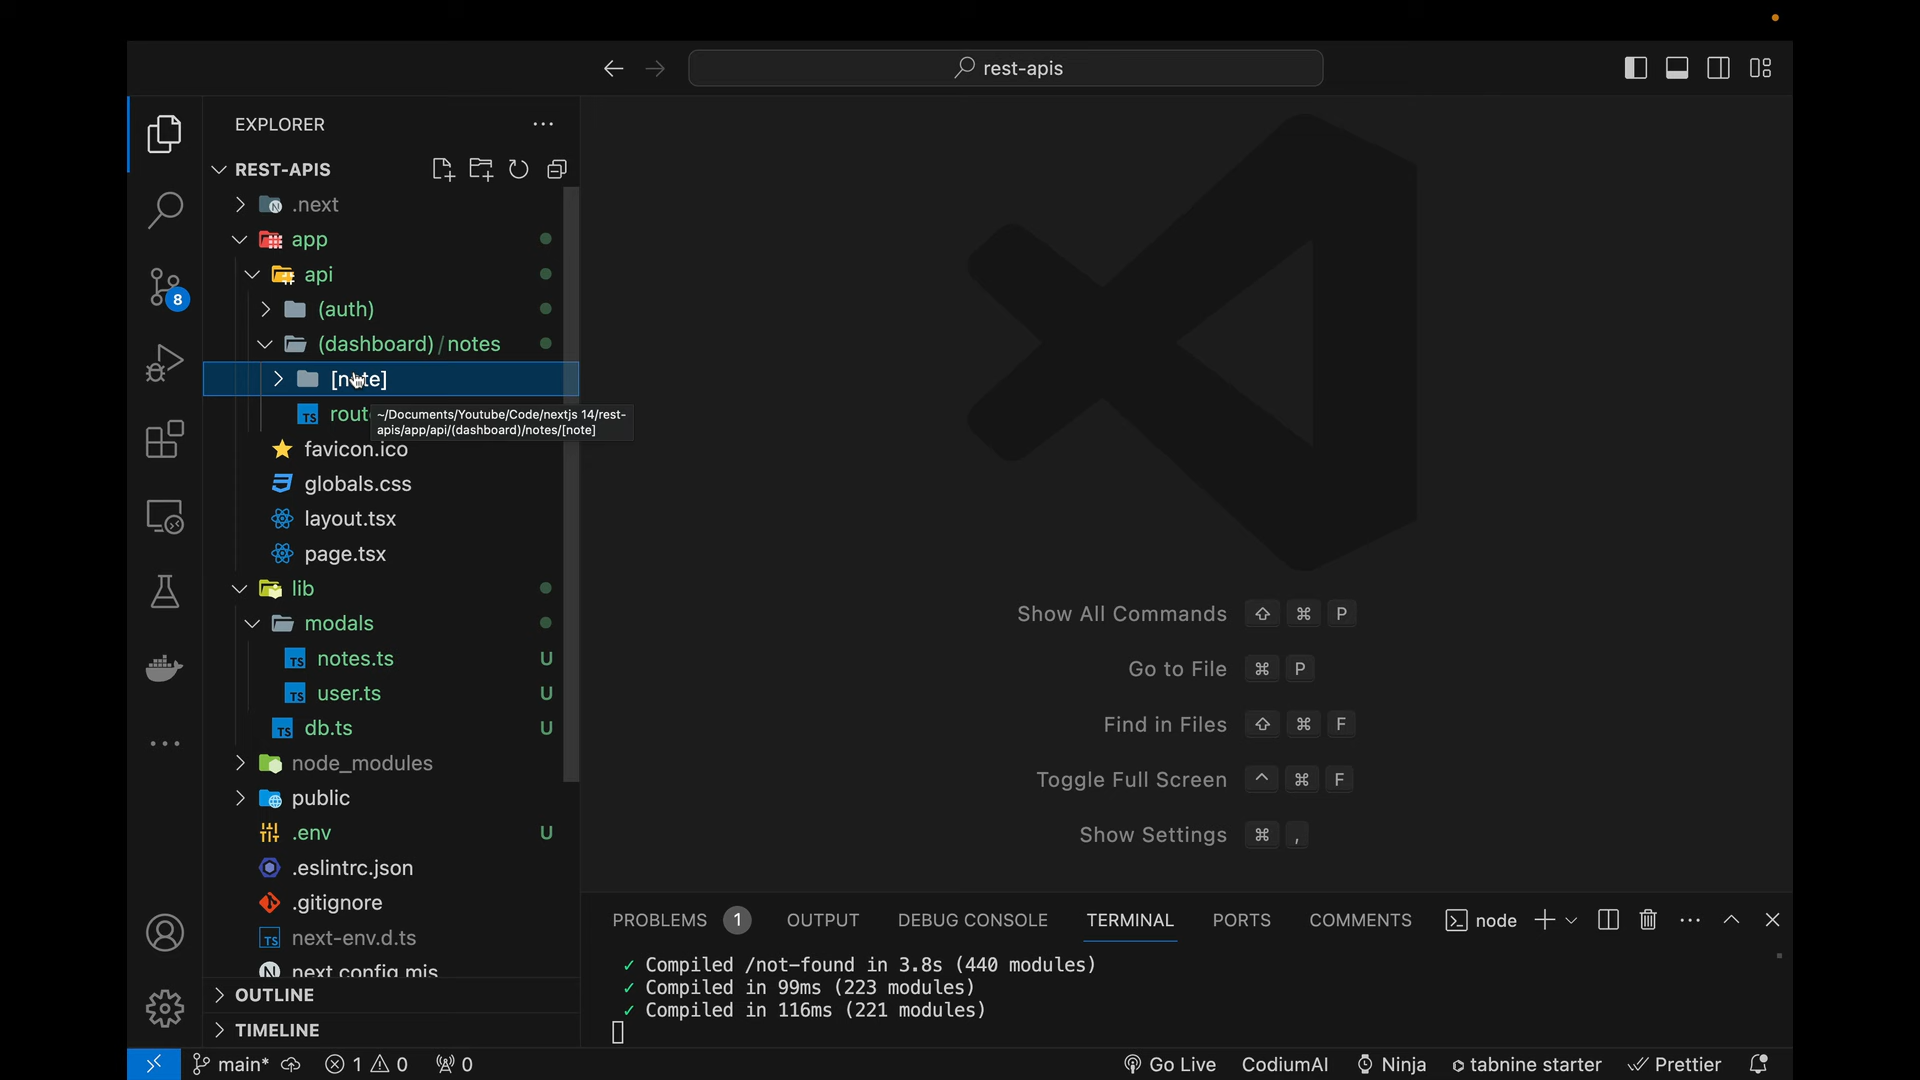 rest-apis
EXPLORER
REST-APIS
.next
app
api
(auth)
(dashboard) / notes
[note]
~/Documents/Youtube/Code/nextjs 14/rest-
apis/app/api/(dashboard)/notes/[note]
favicon.ico
globals.css
layout.tsx
page.tsx
lib
modals
notes.ts U
user.ts U
db.ts U
node_modules
public
.env U
.eslintrc.json
.gitignore
next-env.d.ts
next.config.mjs
OUTLINE
TIMELINE
8
Show All Commands ⇧ ⌘ P
Go to File ⌘ P
Find in Files ⇧ ⌘ F
Toggle Full Screen ^ ⌘ F
Show Settings ⌘ ,
PROBLEMS 1 OUTPUT DEBUG CONSOLE TERMINAL PORTS COMMENTS node
✓ Compiled /not-found in 3.8s (440 modules)
✓ Compiled in 99ms (223 modules)
✓ Compiled in 116ms (221 modules)
main* 1 0 0 Go Live CodiumAI Ninja tabnine starter Prettier